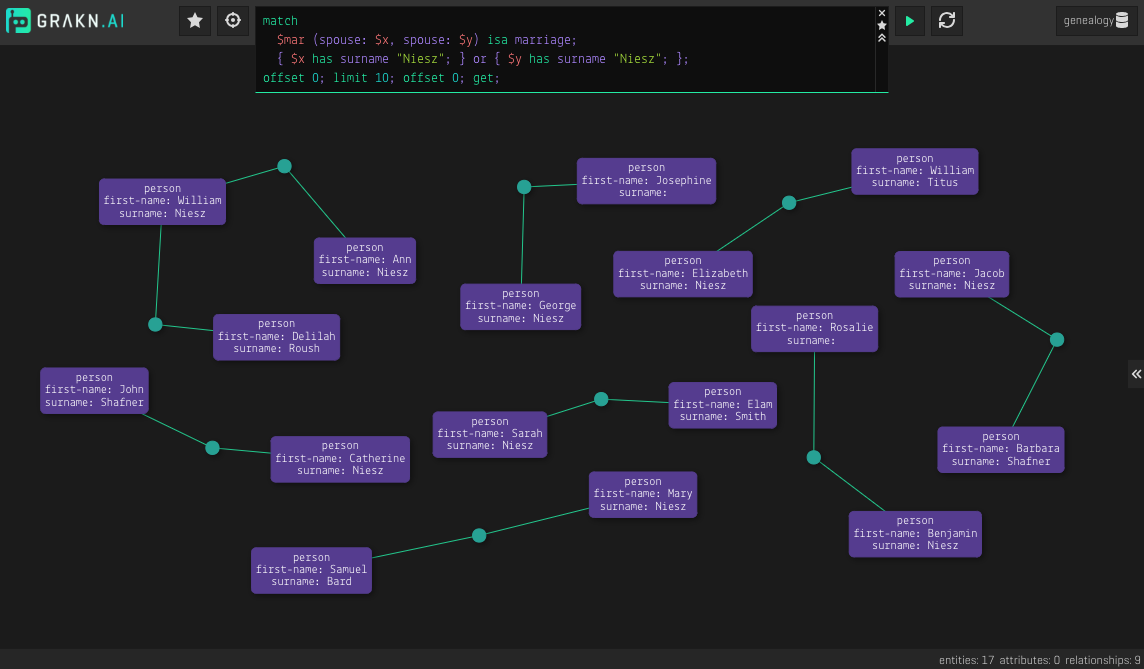 GRAKN.AI
match
$mar (spouse: $x, spouse: $y) isa marriage;
{ $x has surname "Niesz"; } or { $y has surname "Niesz"; };
offset 0; limit 10; offset 0; get;
genealogy
person
first-name: William
surname: Niesz
person
first-name: Ann
surname: Niesz
person
first-name: Josephine
surname:
person
first-name: William
surname: Titus
person
first-name: Elizabeth
surname: Niesz
person
first-name: Jacob
surname: Niesz
person
first-name: George
surname: Niesz
person
first-name: Rosalie
surname:
person
first-name: Delilah
surname: Roush
person
first-name: John
surname: Shafner
person
first-name: Elam
surname: Smith
person
first-name: Sarah
surname: Niesz
person
first-name: Barbara
surname: Shafner
person
first-name: Catherine
surname: Niesz
person
first-name: Mary
surname: Niesz
person
first-name: Benjamin
surname: Niesz
person
first-name: Samuel
surname: Bard
entities: 17 attributes: 0 relationships: 9